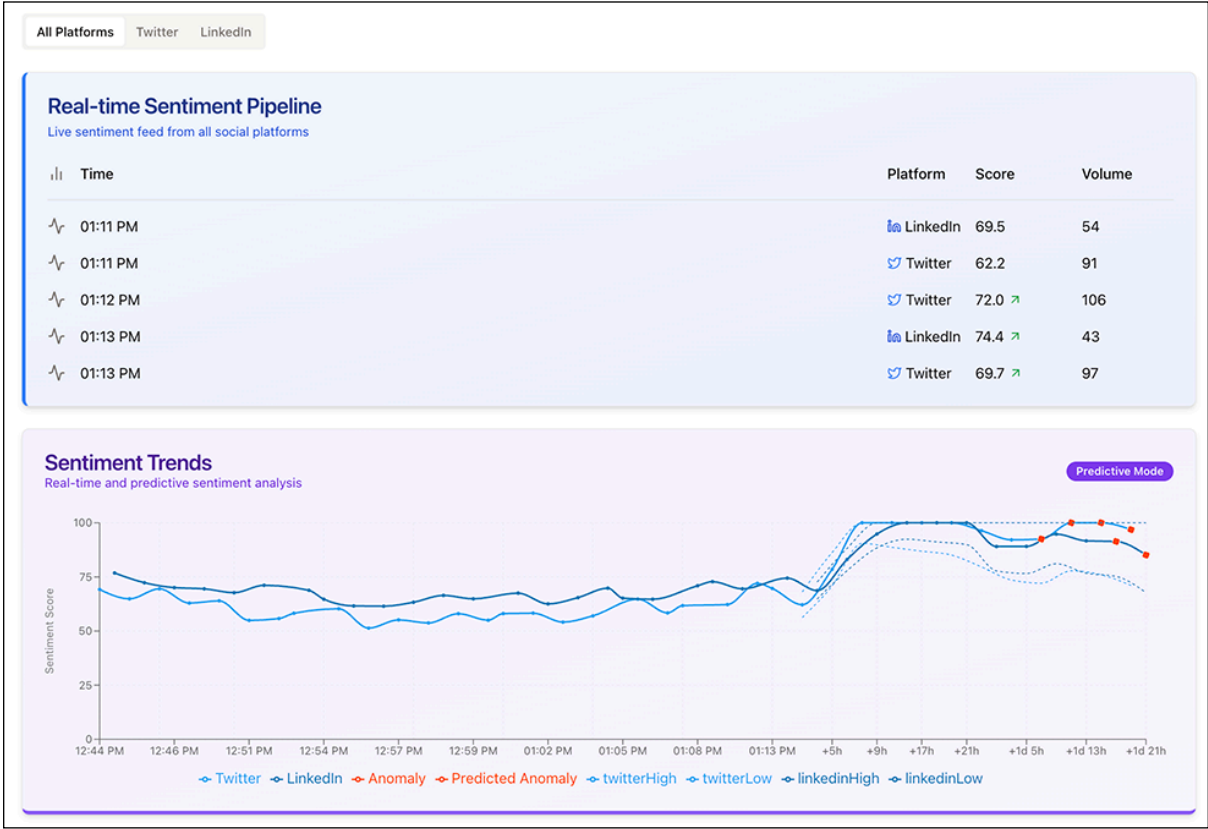 All Platforms Twitter LinkedIn
Real-time Sentiment Pipeline
Live sentiment feed from all social platforms
Time Platform Score Volume
01:11 PM LinkedIn 69.5 54
01:11 PM Twitter 62.2 91
01:12 PM Twitter 72.0 106
01:13 PM LinkedIn 74.4 43
01:13 PM Twitter 69.7 97
Sentiment Trends
Real-time and predictive sentiment analysis
Predictive Mode
Sentiment Score
100
75
50
25
0
12:44 PM 12:46 PM 12:51 PM 12:54 PM 12:57 PM 12:59 PM 01:02 PM 01:05 PM 01:08 PM 01:13 PM +5h +9h +17h +21h +1d 5h +1d 13h +1d 21h
Twitter LinkedIn Anomaly Predicted Anomaly twitterHigh twitterLow linkedinHigh linkedinLow